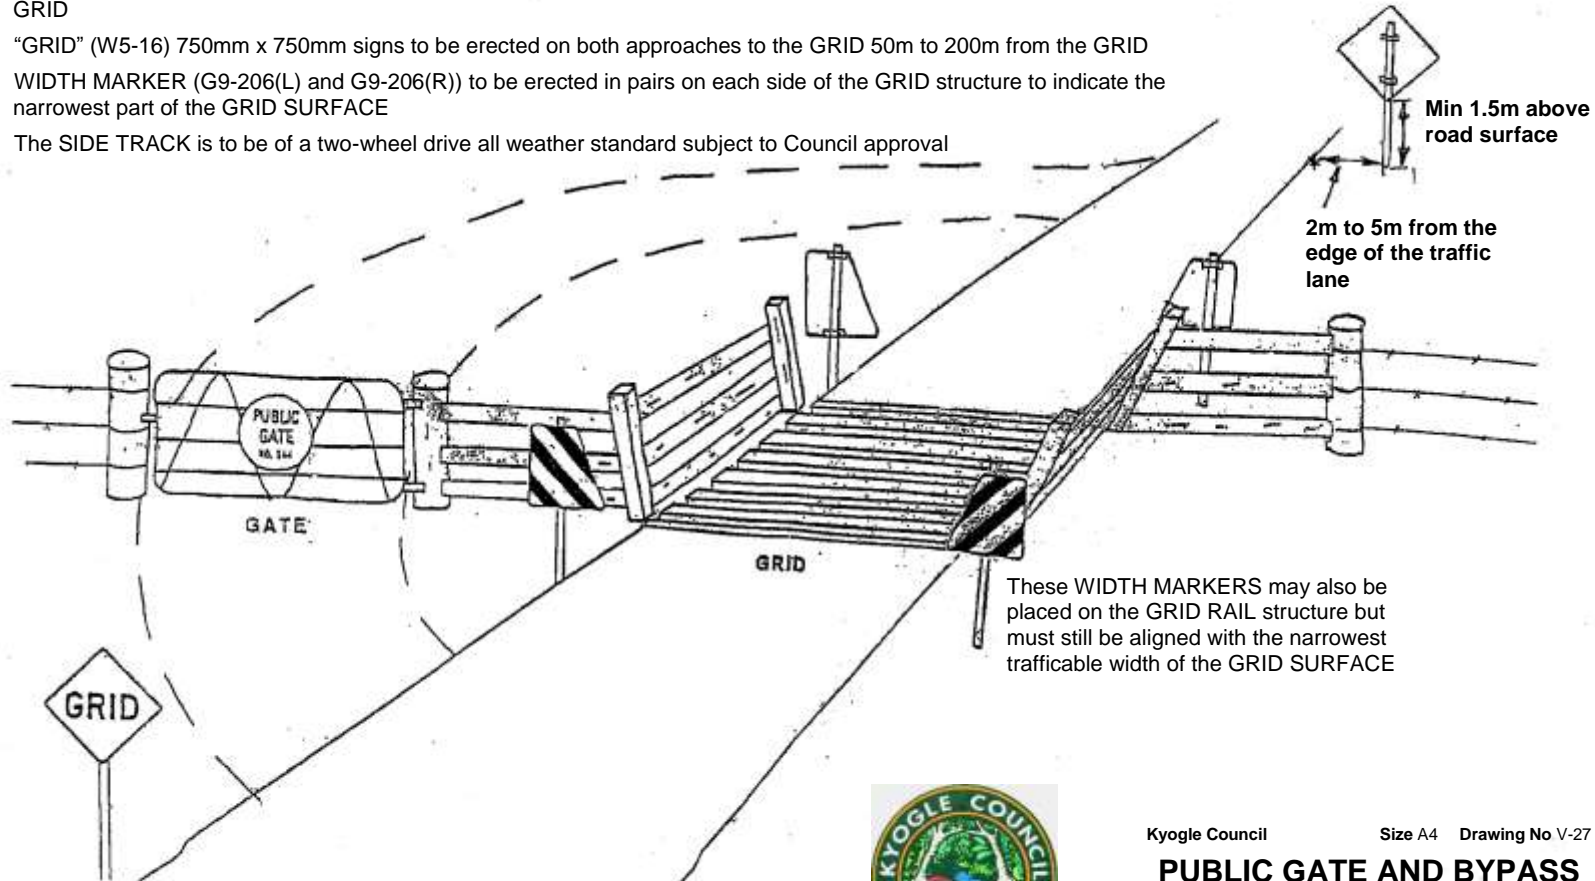 GRID
“GRID” (W5-16) 750mm x 750mm signs to be erected on both approaches to the GRID 50m to 200m from the GRID
WIDTH MARKER (G9-206(L) and G9-206(R)) to be erected in pairs on each side of the GRID structure to indicate the
narrowest part of the GRID SURFACE
The SIDE TRACK is to be of a two-wheel drive all weather standard subject to Council approval
Min 1.5m above
road surface
2m to 5m from the
edge of the traffic
lane
PUBLIC
GATE
GATE
GRID
These WIDTH MARKERS may also be
placed on the GRID RAIL structure but
must still be aligned with the narrowest
trafficable width of the GRID SURFACE
GRID
KYOGLE COUNCIL
Kyogle Council Size A4 Drawing No V-27
PUBLIC GATE AND BYPASS